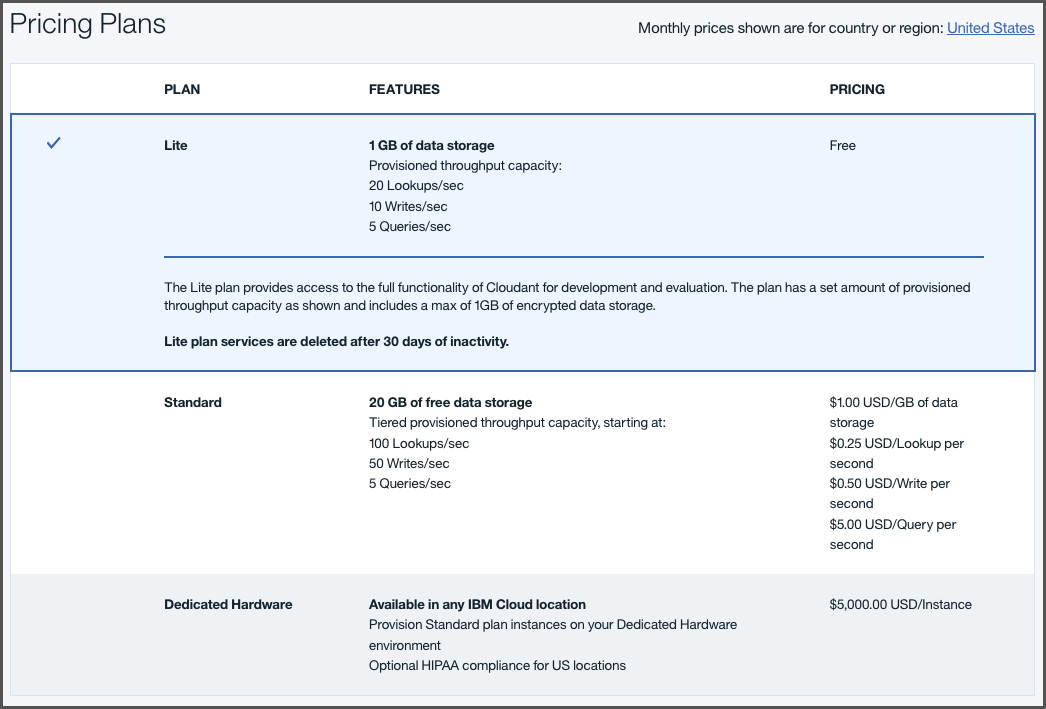 Pricing Plans
Monthly prices shown are for country or region: United States
PLAN FEATURES PRICING
Lite 1 GB of data storage Free
Provisioned throughput capacity:
20 Lookups/sec
10 Writes/sec
5 Queries/sec
The Lite plan provides access to the full functionality of Cloudant for development and evaluation. The plan has a set amount of provisioned
throughput capacity as shown and includes a max of 1GB of encrypted data storage.
Lite plan services are deleted after 30 days of inactivity.
Standard 20 GB of free data storage $1.00 USD/GB of data
Tiered provisioned throughput capacity, starting at: storage
100 Lookups/sec $0.25 USD/Lookup per
50 Writes/sec second
5 Queries/sec $0.50 USD/Write per
second
$5.00 USD/Query per
second
Dedicated Hardware Available in any IBM Cloud location $5,000.00 USD/Instance
Provision Standard plan instances on your Dedicated Hardware
environment
Optional HIPAA compliance for US locations